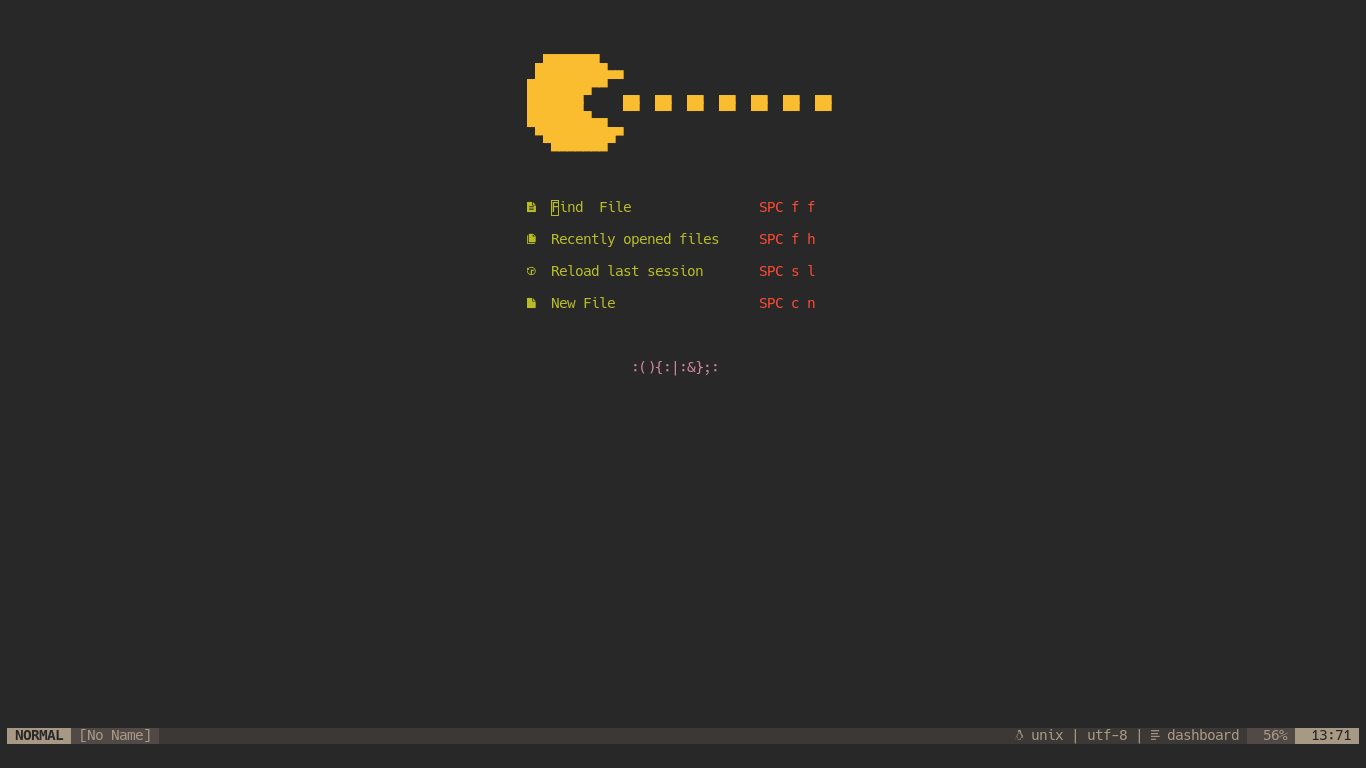 Find  File SPC f f
Recently opened files SPC f h
Reload last session SPC s l
New File SPC c n
:(){:|:&};:
NORMAL [No Name] unix | utf-8 | dashboard 56% 13:71